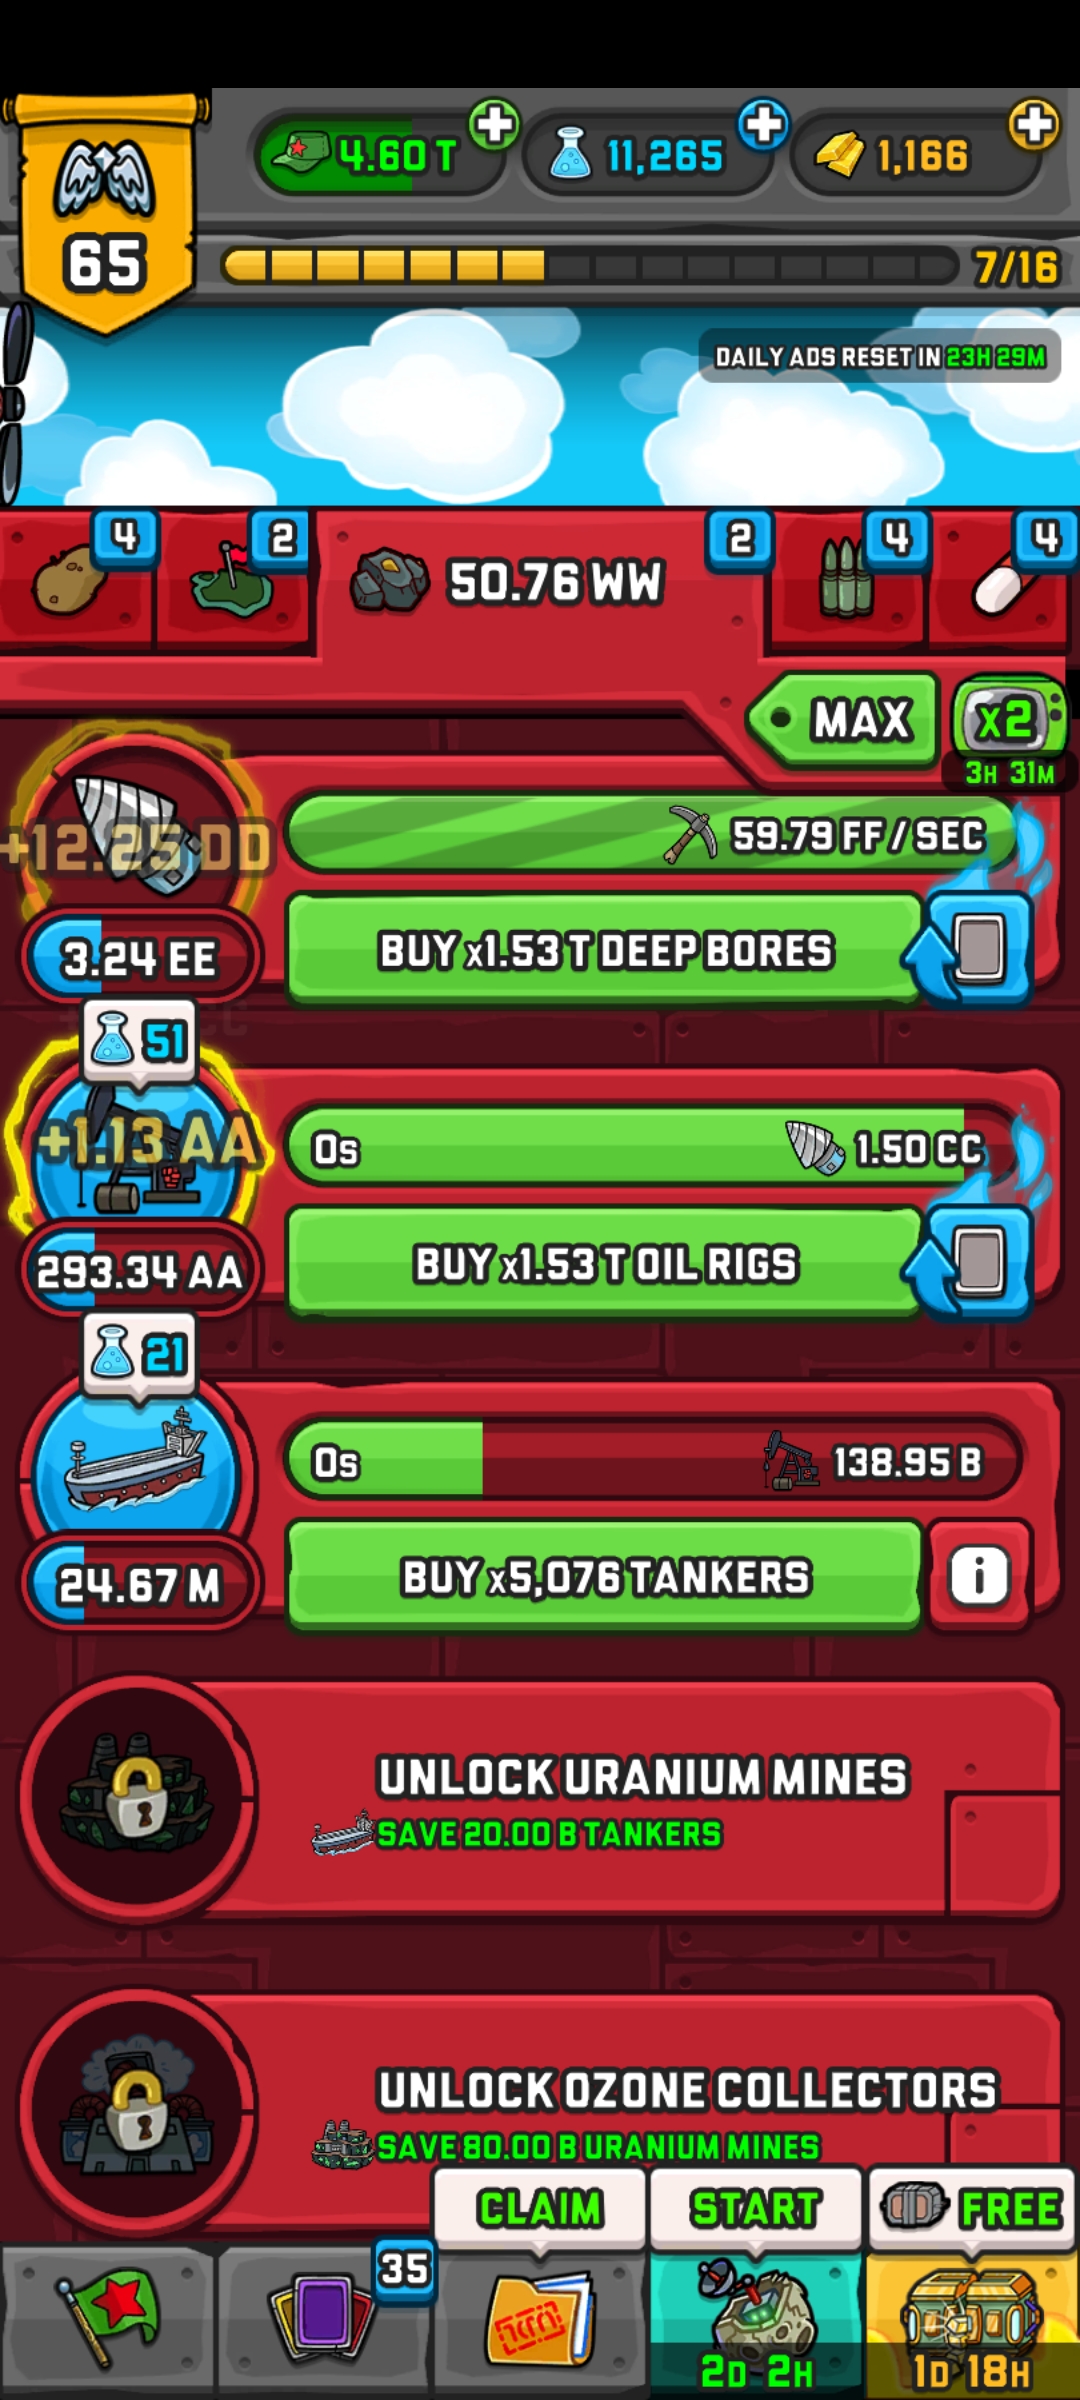 4.60 T
11,265
1,166
65
7/16
DAILY ADS RESET IN 23H 29M
4
2
50.76 WW
2
4
4
MAX
x2
3H 31M
+12.25 DD
59.79 FF / SEC
3.24 EE
BUY x1.53 T DEEP BORES
51
+1.13 AA
0s
1.50 CC
293.34 AA
BUY x1.53 T OIL RIGS
21
0s
138.95 B
24.67 M
BUY x5,076 TANKERS
i
UNLOCK URANIUM MINES
SAVE 20.00 B TANKERS
UNLOCK OZONE COLLECTORS
SAVE 80.00 B URANIUM MINES
CLAIM
START
FREE
35
2D 2H
1D 18H